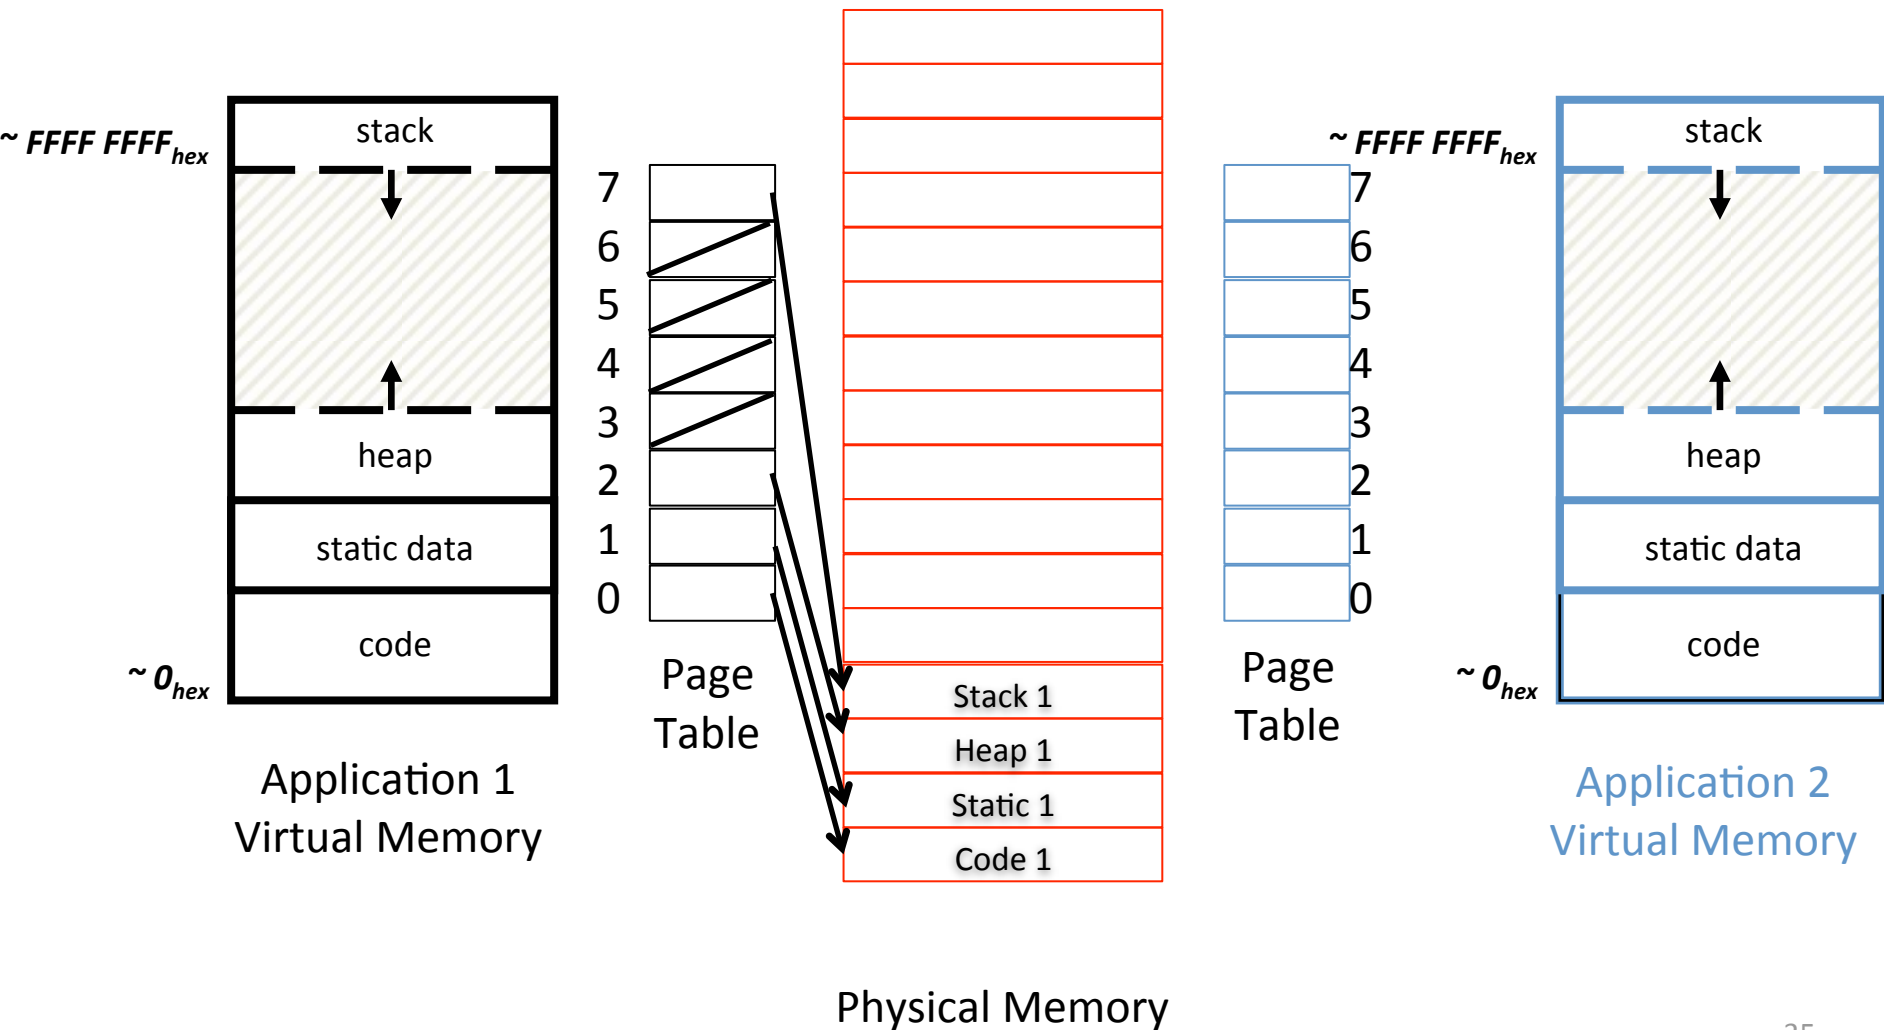 ~ FFFF FFFFhex
stack
heap
static data
code
~ 0hex
Application 1
Virtual Memory
7
6
5
4
3
2
1
0
Page
Table
Stack 1
Heap 1
Static 1
Code 1
Physical Memory
7
6
5
4
3
2
1
0
Page
Table
~ FFFF FFFFhex
stack
heap
static data
code
~ 0hex
Application 2
Virtual Memory